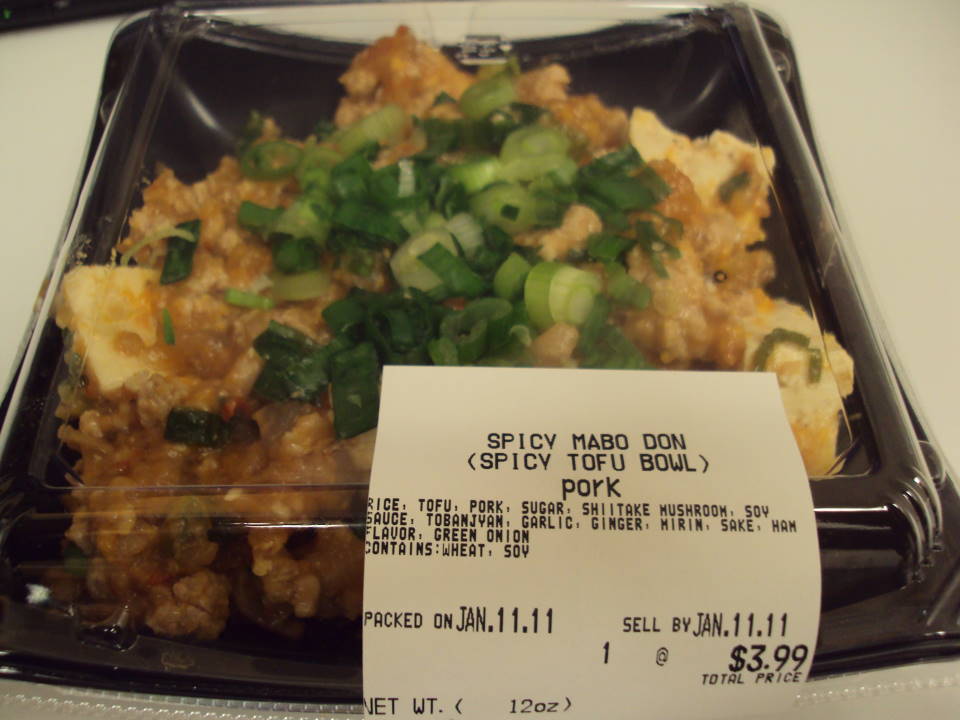 SPICY MABO DON
(SPICY TOFU BOWL)
pork
RICE, TOFU, PORK, SUGAR, SHIITAKE MUSHROOM, SOY
SAUCE, TOBANJYAN, GARLIC, GINGER, MIRIN, SAKE, HAM
FLAVOR, GREEN ONION
CONTAINS:WHEAT, SOY
PACKED ON JAN.11.11 SELL BY JAN.11.11
1 @ $3.99
TOTAL PRICE
NET WT. ( 12oz)